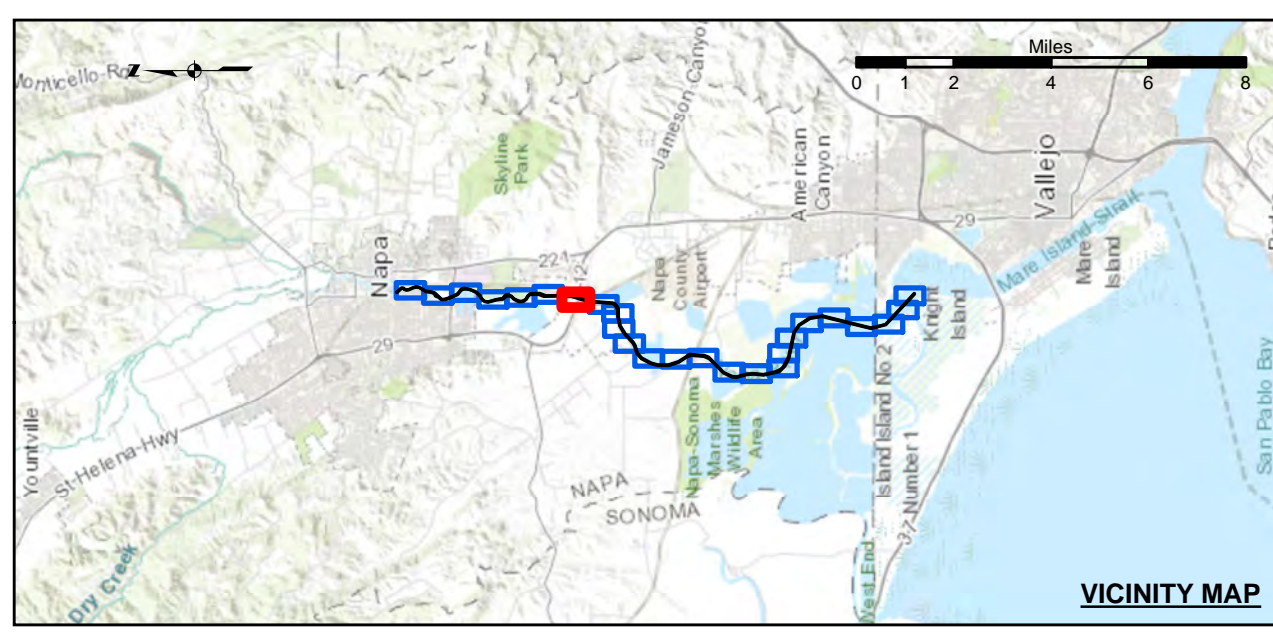 Monticello-Rd
Z
Miles
0 1 2 4 6 8
Jameson-Canyo
Skyline
Park
American
Canyon
Vallejo
29
Mare Island-Strait
Mare
Island
Napa
221
12
Napa
County
Airport
Knight
Island
29
Island Island No 2
Napa-Sonoma
Marshes
Wildlife
Area
37-Number 1
San Pablo Bay
Yountville
St-Helena-Hwy
NAPA
SONOMA
Dry Creek
West End
VICINITY MAP